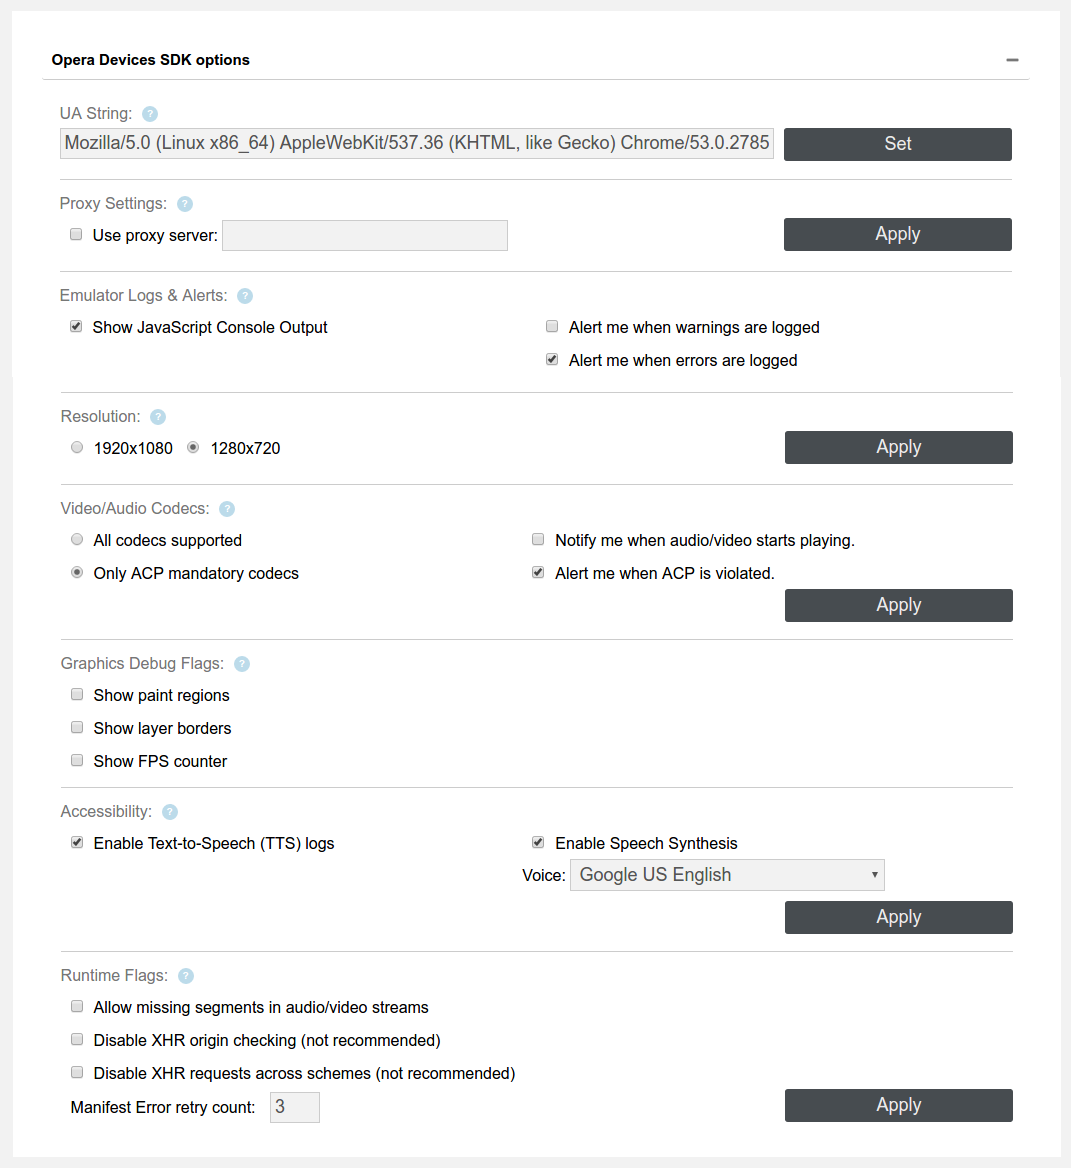 Opera Devices SDK options
UA String: ?
Mozilla/5.0 (Linux x86_64) AppleWebKit/537.36 (KHTML, like Gecko) Chrome/53.0.2785
Set
Proxy Settings: ?
Use proxy server:
Apply
Emulator Logs & Alerts: ?
Show JavaScript Console Output
Alert me when warnings are logged
Alert me when errors are logged
Resolution: ?
1920x1080 1280x720
Apply
Video/Audio Codecs: ?
All codecs supported
Notify me when audio/video starts playing.
Only ACP mandatory codecs
Alert me when ACP is violated.
Apply
Graphics Debug Flags: ?
Show paint regions
Show layer borders
Show FPS counter
Accessibility: ?
Enable Text-to-Speech (TTS) logs
Enable Speech Synthesis
Voice: Google US English
Apply
Runtime Flags: ?
Allow missing segments in audio/video streams
Disable XHR origin checking (not recommended)
Disable XHR requests across schemes (not recommended)
Manifest Error retry count: 3
Apply